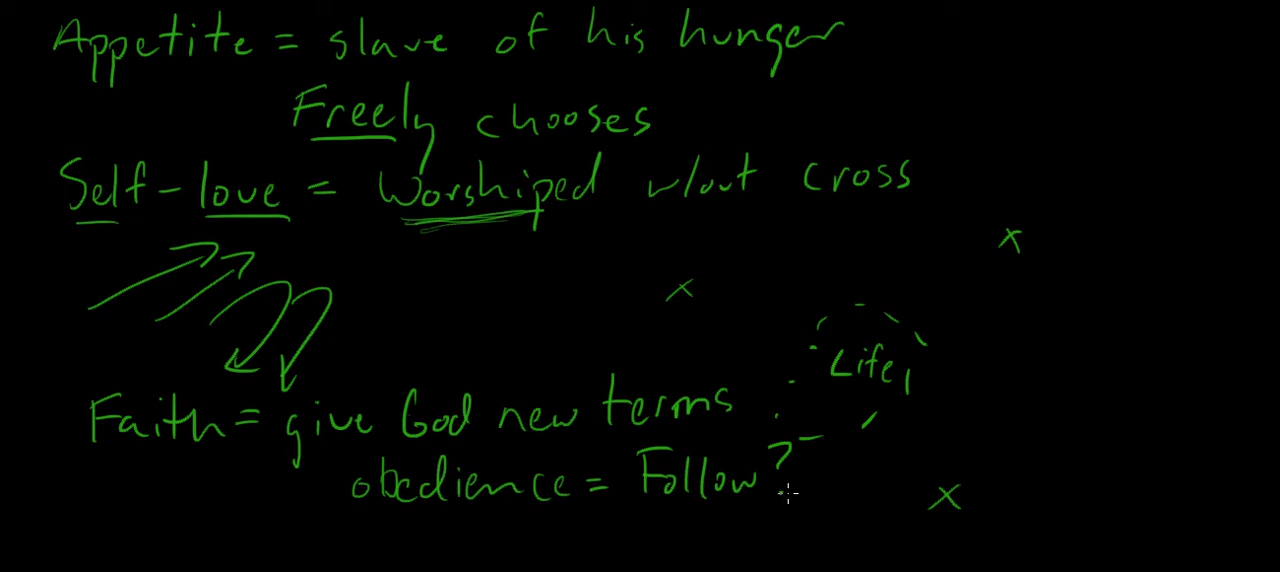 Appetite = slave of his hunger
Freely chooses
Self-love = Worshiped w/out cross
x
x
Life
Faith = give God new terms
obedience = Follow?
x